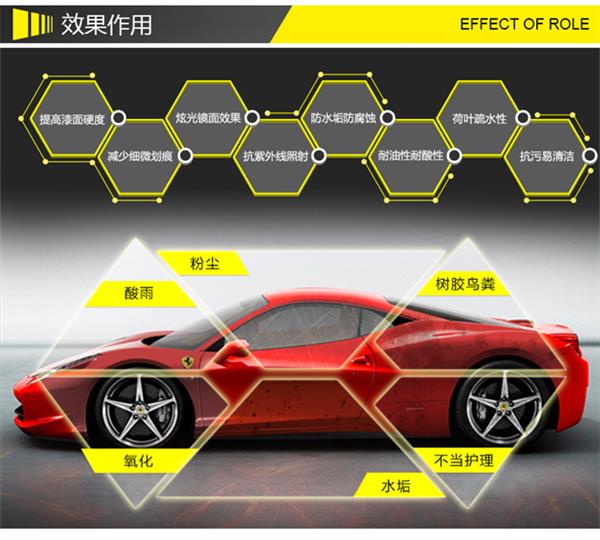 效果作用
EFFECT OF ROLE
提高漆面硬度
减少细微划痕
炫光镜面效果
抗紫外线照射
防水垢防腐蚀
耐油性耐酸性
荷叶疏水性
抗污易清洁
粉尘
酸雨
树胶鸟粪
氧化
不当护理
水垢